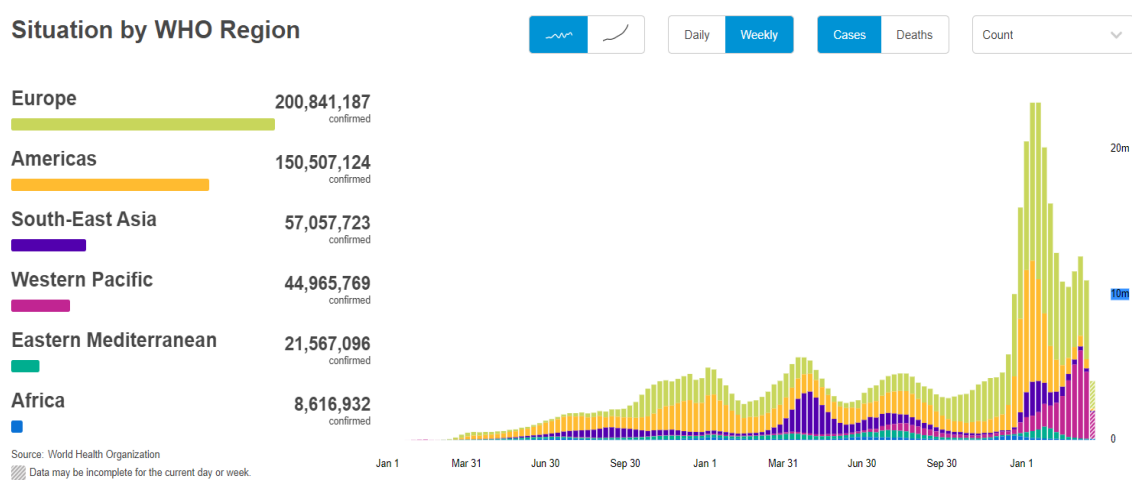 Situation by WHO Region
Daily
Weekly
Cases
Deaths
Count
Europe
200,841,187
confirmed
Americas
150,507,124
confirmed
South-East Asia
57,057,723
confirmed
Western Pacific
44,965,769
confirmed
Eastern Mediterranean
21,567,096
confirmed
Africa
8,616,932
confirmed
Source: World Health Organization
Data may be incomplete for the current day or week.
20m
10m
0
Jan 1
Mar 31
Jun 30
Sep 30
Jan 1
Mar 31
Jun 30
Sep 30
Jan 1